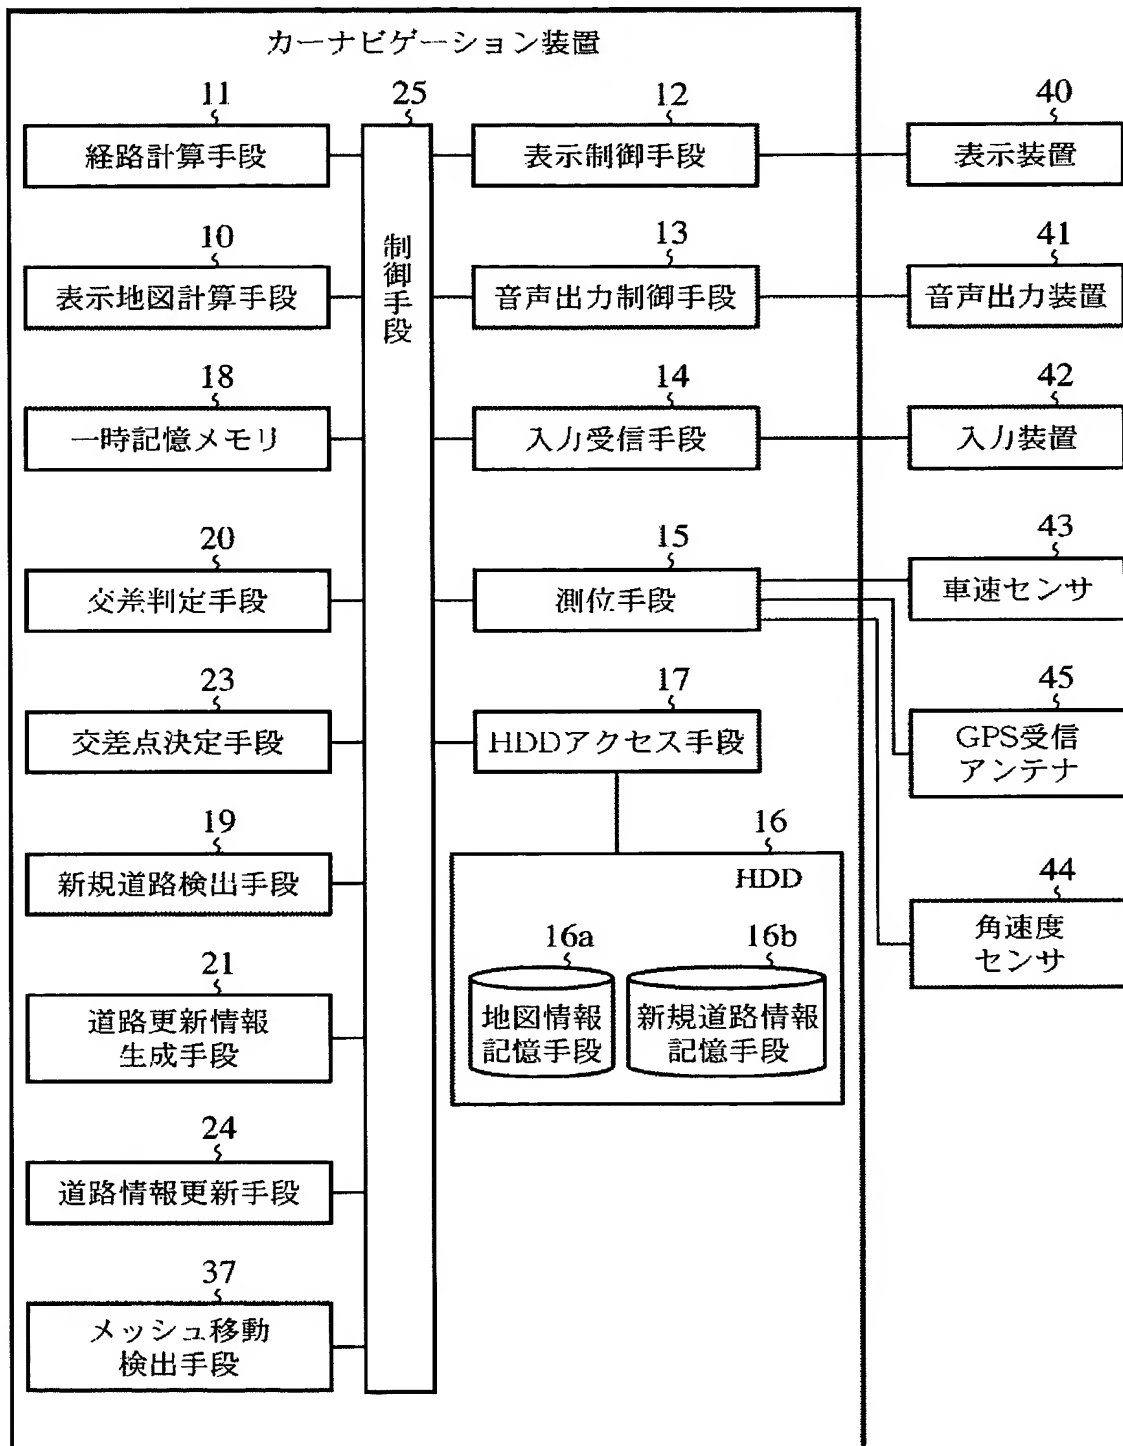 カーナビゲーション装置
11
25
12
40
経路計算手段
表示制御手段
表示装置
制御手段
10
13
41
表示地図計算手段
音声出力制御手段
音声出力装置
18
14
42
一時記憶メモリ
入力受信手段
入力装置
20
15
43
交差判定手段
測位手段
車速センサ
23
17
45
交差点決定手段
HDDアクセス手段
GPS受信
アンテナ
19
16
新規道路検出手段
HDD
44
角速度
センサ
16a
16b
地図情報
記憶手段
新規道路情報
記憶手段
21
道路更新情報
生成手段
24
道路情報更新手段
37
メッシュ移動
検出手段